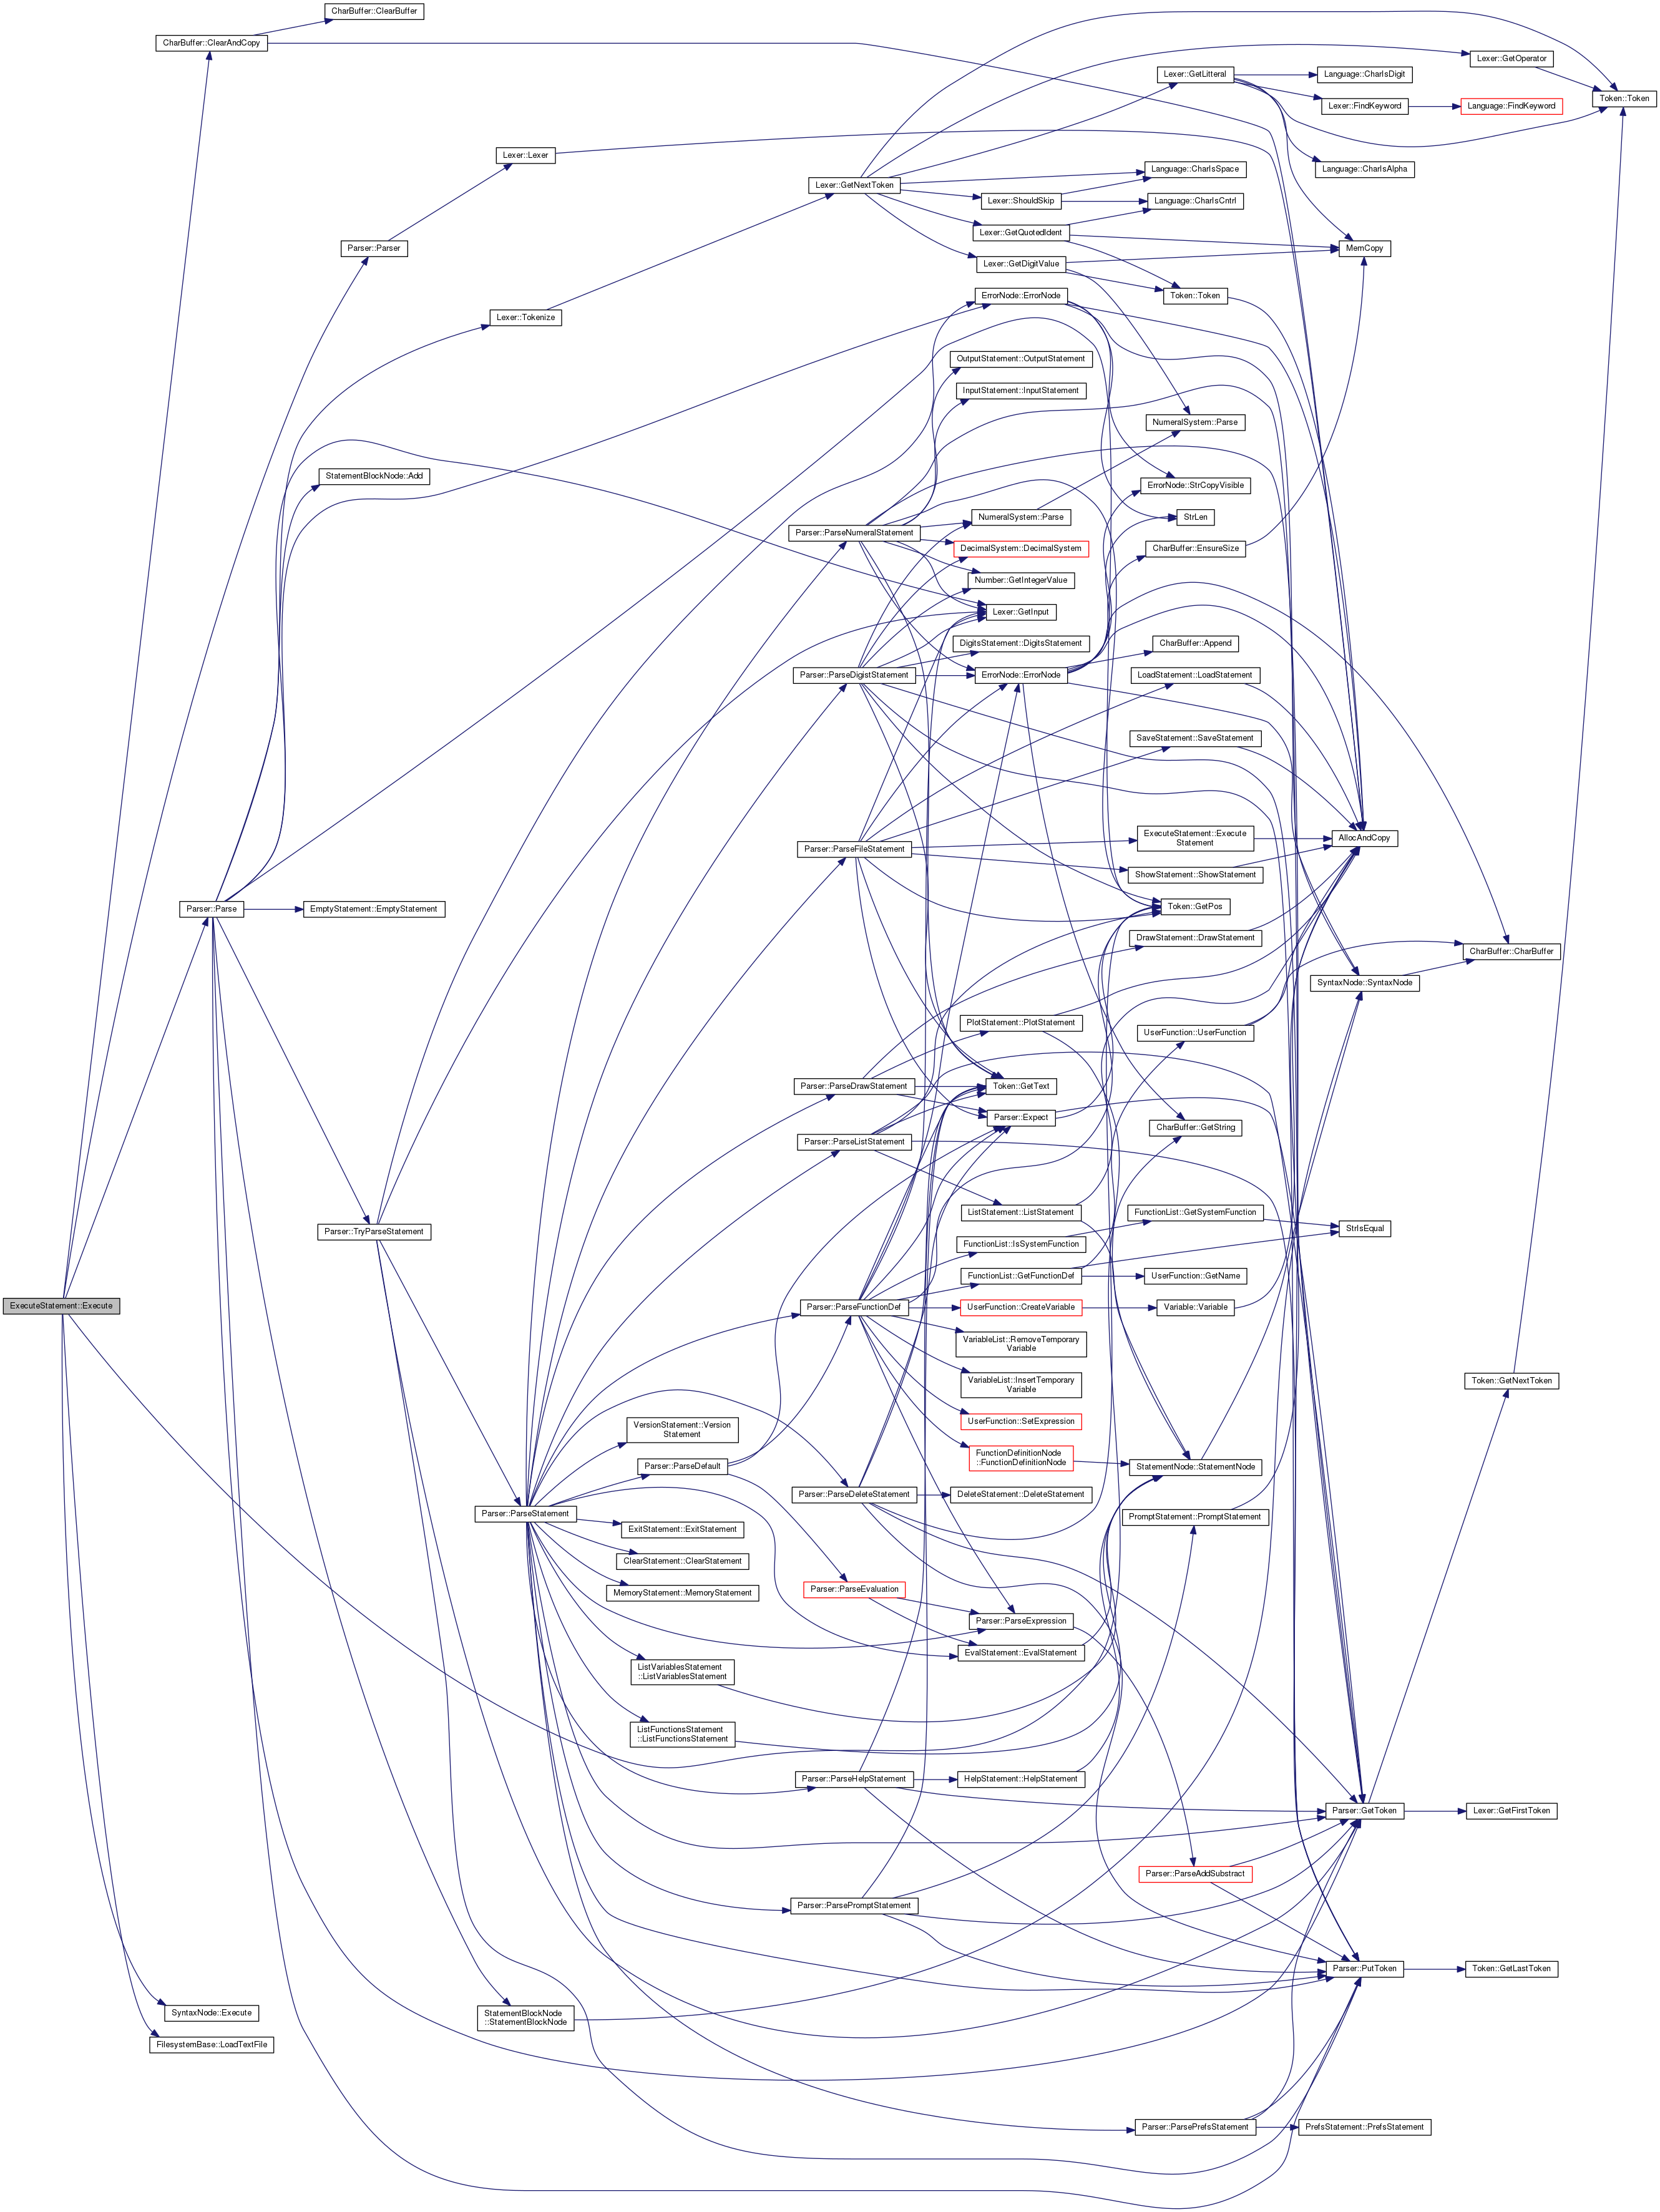 CharBuffer::ClearBuffer
CharBuffer::ClearAndCopy
Lexer::GetOperator
Lexer::GetLitteral
Language::CharIsDigit
Token::Token
Lexer::FindKeyword
Language::FindKeyword
Lexer::Lexer
Language::CharIsSpace
Language::CharIsAlpha
Lexer::GetNextToken
Lexer::ShouldSkip
Language::CharIsCntrl
Lexer::GetQuotedIdent
Parser::Parser
MemCopy
Lexer::GetDigitValue
ErrorNode::ErrorNode
Token::Token
Lexer::Tokenize
OutputStatement::OutputStatement
InputStatement::InputStatement
NumeralSystem::Parse
StatementBlockNode::Add
ErrorNode::StrCopyVisible
NumeralSystem::Parse
StrLen
Parser::ParseNumeralStatement
DecimalSystem::DecimalSystem
CharBuffer::EnsureSize
Number::GetIntegerValue
Lexer::GetInput
DigitsStatement::DigitsStatement
CharBuffer::Append
Parser::ParseDigistStatement
ErrorNode::ErrorNode
LoadStatement::LoadStatement
SaveStatement::SaveStatement
ExecuteStatement::Execute
Statement
AllocAndCopy
Parser::ParseFileStatement
ShowStatement::ShowStatement
Parser::Parse
EmptyStatement::EmptyStatement
Token::GetPos
DrawStatement::DrawStatement
CharBuffer::CharBuffer
SyntaxNode::SyntaxNode
PlotStatement::PlotStatement
UserFunction::UserFunction
Parser::ParseDrawStatement
Token::GetText
Parser::Expect
CharBuffer::GetString
Parser::ParseListStatement
ListStatement::ListStatement
FunctionList::GetSystemFunction
Parser::TryParseStatement
StrIsEqual
FunctionList::IsSystemFunction
FunctionList::GetFunctionDef
UserFunction::GetName
ExecuteStatement::Execute
Parser::ParseFunctionDef
UserFunction::CreateVariable
Variable::Variable
VariableList::RemoveTemporary
Variable
VariableList::InsertTemporary
Variable
Token::GetNextToken
UserFunction::SetExpression
VersionStatement::Version
Statement
FunctionDefinitionNode
::FunctionDefinitionNode
StatementNode::StatementNode
Parser::ParseDefault
Parser::ParseDeleteStatement
DeleteStatement::DeleteStatement
Parser::ParseStatement
PromptStatement::PromptStatement
ExitStatement::ExitStatement
ClearStatement::ClearStatement
MemoryStatement::MemoryStatement
Parser::ParseEvaluation
Parser::ParseExpression
EvalStatement::EvalStatement
ListVariablesStatement
::ListVariablesStatement
ListFunctionsStatement
::ListFunctionsStatement
Parser::ParseHelpStatement
HelpStatement::HelpStatement
Parser::GetToken
Lexer::GetFirstToken
Parser::ParseAddSubstract
Parser::ParsePromptStatement
Parser::PutToken
Token::GetLastToken
SyntaxNode::Execute
StatementBlockNode
::StatementBlockNode
FilesystemBase::LoadTextFile
Parser::ParsePrefsStatement
PrefsStatement::PrefsStatement